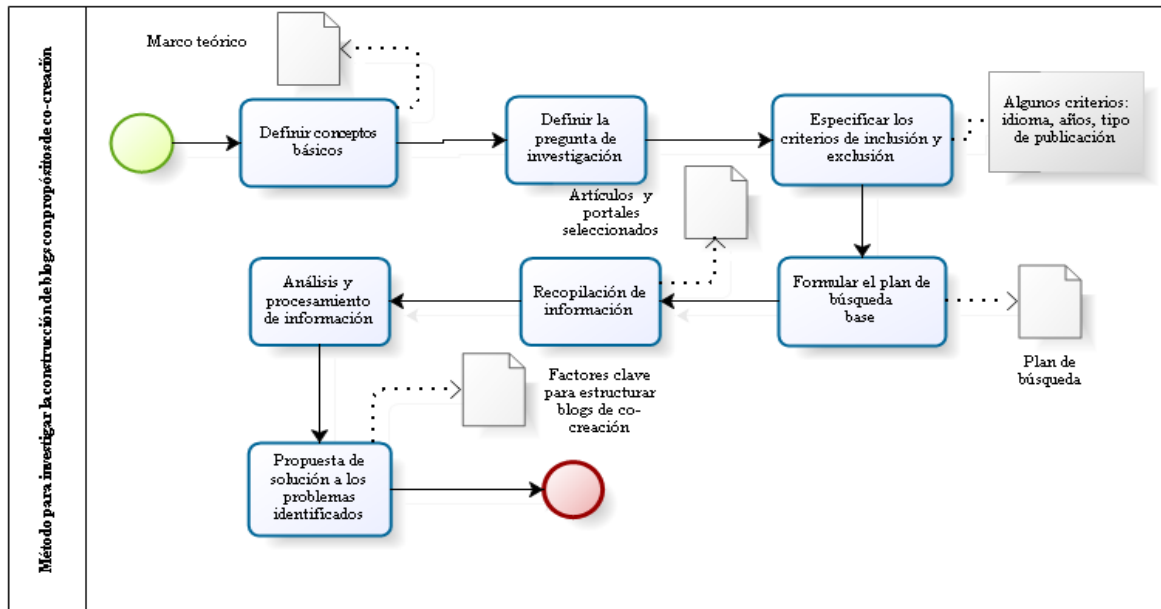 Método para investigar la construcción de blogs con propósitos de co-creación
Marco teórico
Definir conceptos
básicos
Definir la
pregunta de
investigación
Especificar los
criterios de inclusión y
exclusión
Algunos criterios:
idioma, años, tipo
de publicación
Artículos y
portales
seleccionados
Análisis y
procesamiento
de información
Recopilación de
información
Formular el plan de
búsqueda
base
Plan de
búsqueda
Factores clave
para estructurar
blogs de co-
creación
Propuesta de
solución a los
problemas
identificados